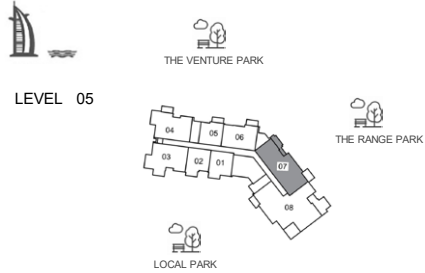 THE VENTURE PARK
LEVEL 05
THE RANGE PARK
04
05
06
03
02
01
07
08
LOCAL PARK